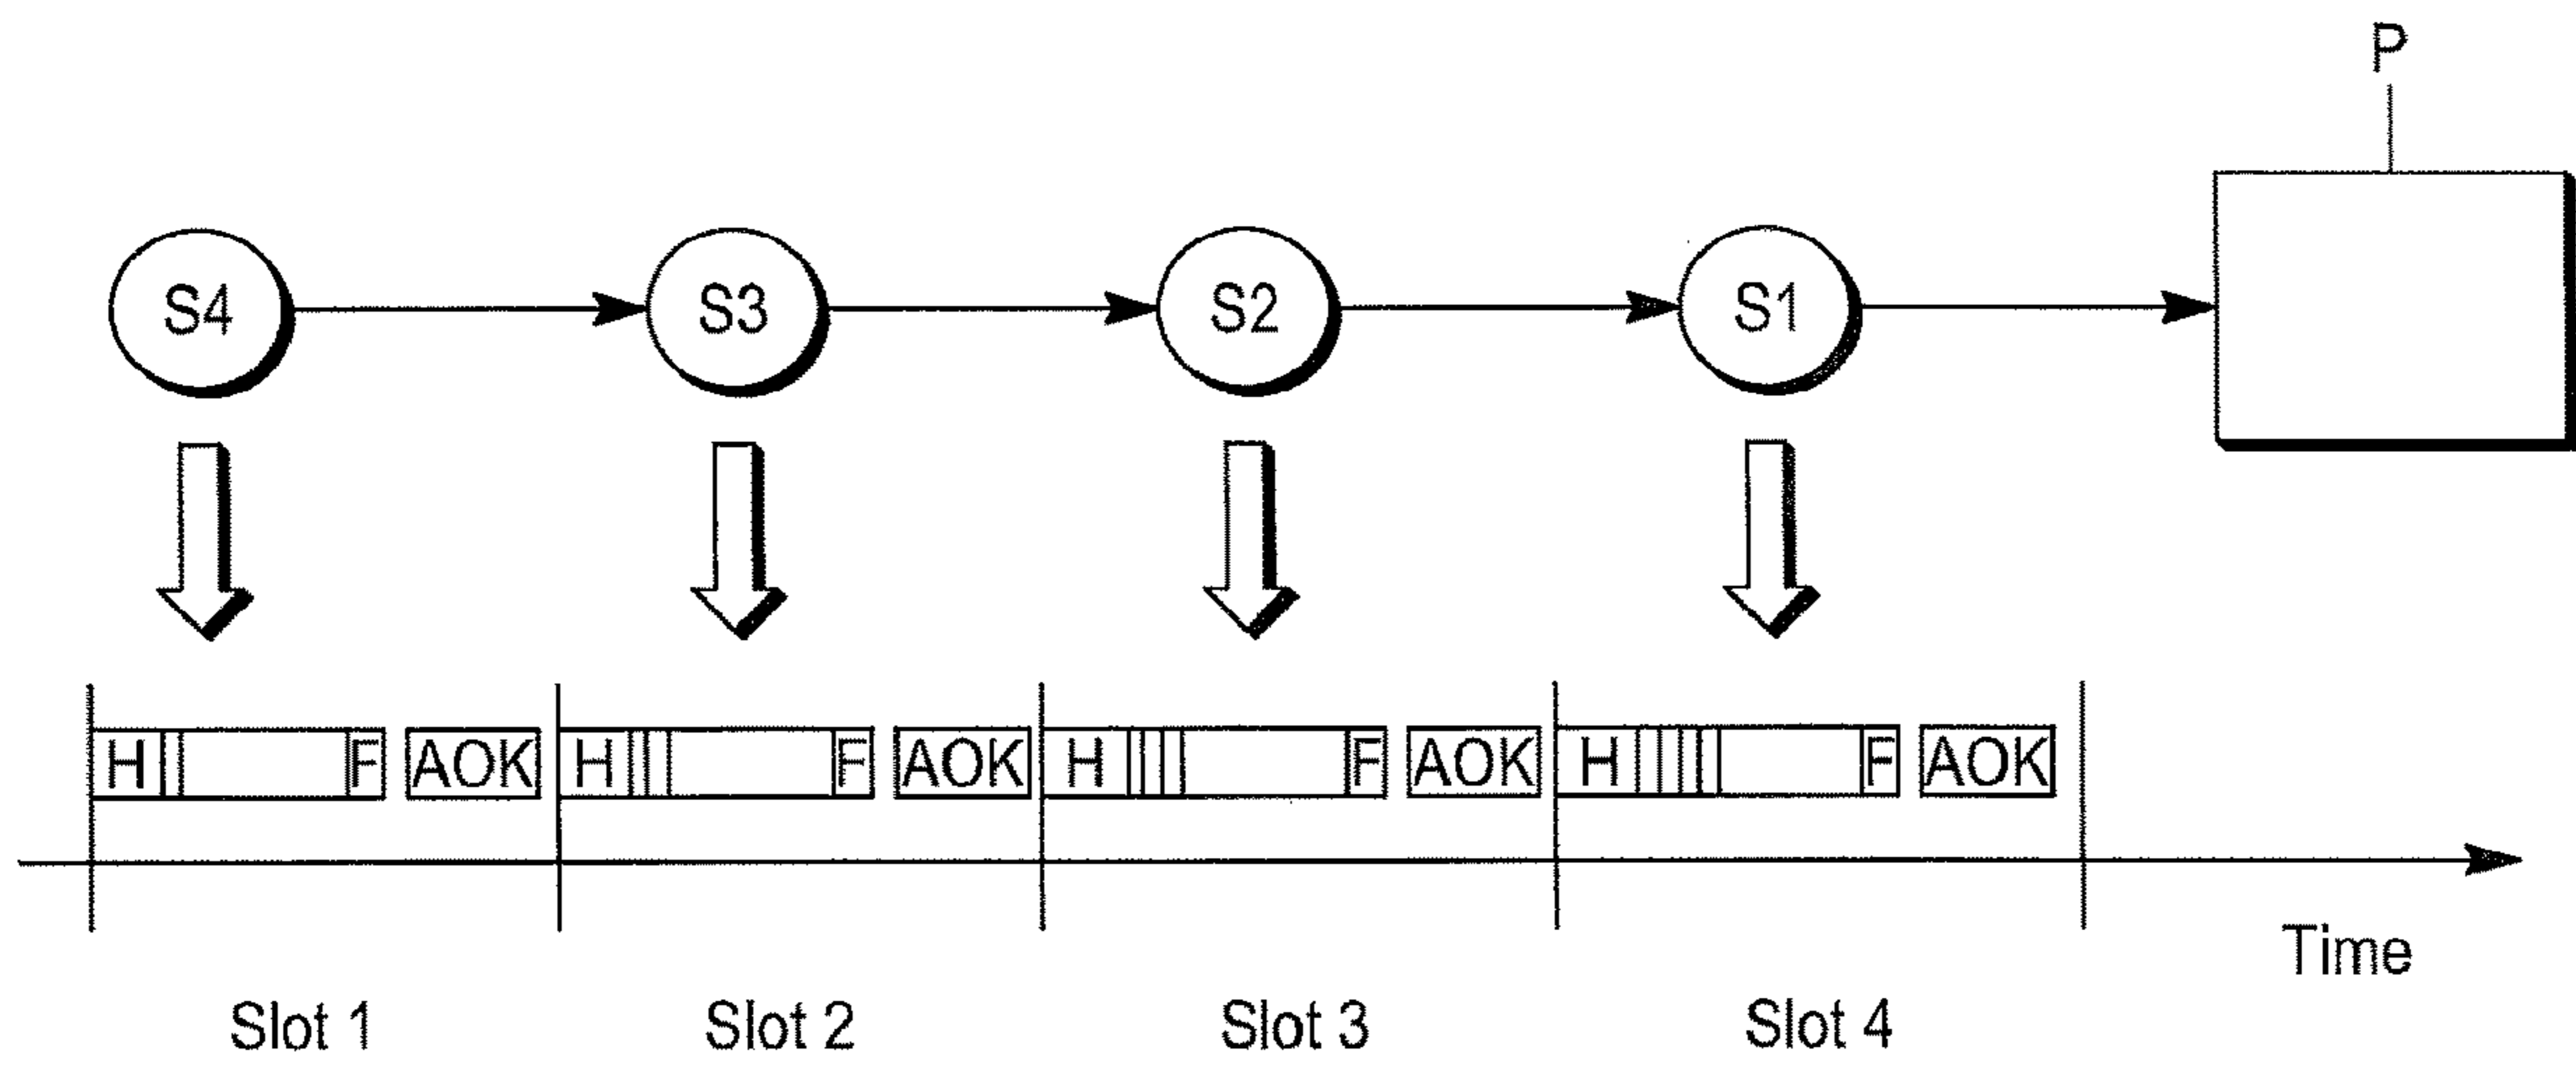 P
S4 S3 S2 S1
H F AOK H F AOK H F AOK H F AOK
Time
Slot 1 Slot 2 Slot 3 Slot 4